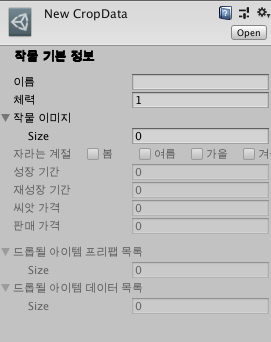 New CropData
Open
작물 기본 정보
이름
체력 1
작물 이미지
Size 0
자라는 계절 봄 여름 가을 겨
성장 기간 0
재성장 기간 0
씨앗 가격 0
판매 가격 0
드롭될 아이템 프리팹 목록
Size 0
드롭될 아이템 데이터 목록
Size 0